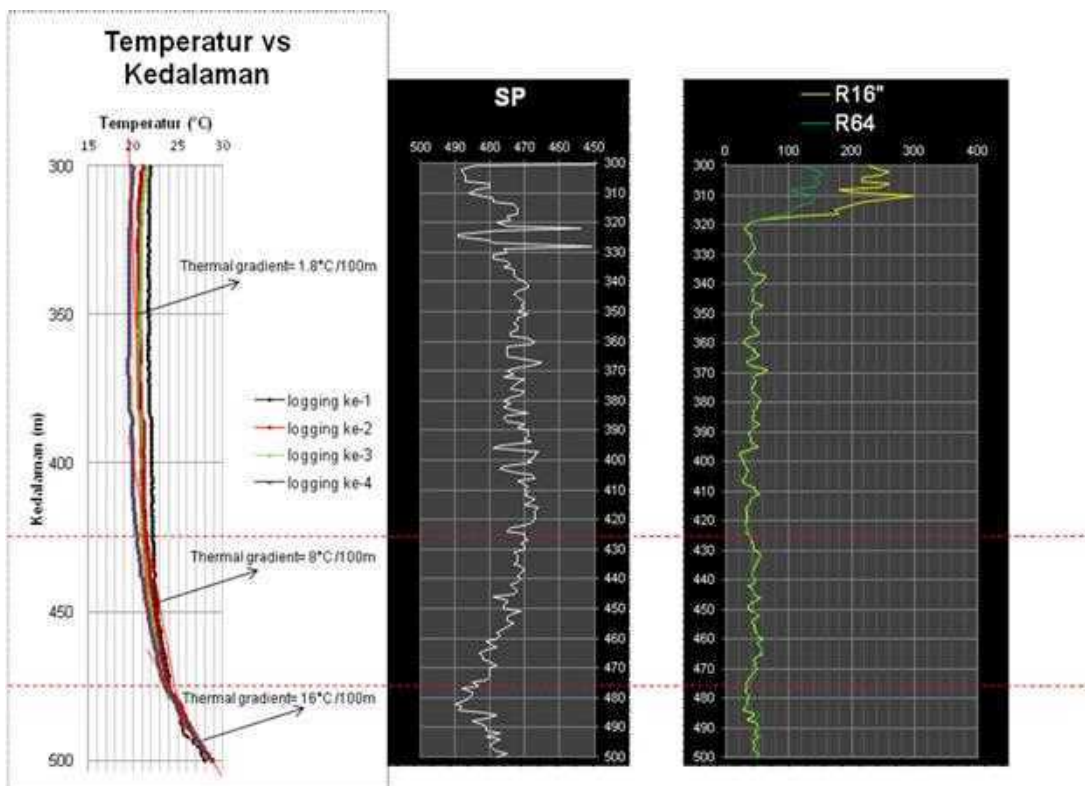 Temperatur vs
Kedalaman
Temperatur (°C)
15 20 25 30
300
350
400
450
500
Kedalaman (m)
Thermal gradient= 1.8°C/100m
logging ke-1
logging ke-2
logging ke-3
logging ke-4
Thermal gradient= 8°C/100m
Thermal gradient= 16°C/100m
SP
500 490 480 470 460 450
300
310
320
330
340
350
360
370
380
390
400
410
420
430
440
450
460
470
480
490
500
R16"
R64
0 100 200 300 400
300
310
320
330
340
350
360
370
380
390
400
410
420
430
440
450
460
470
480
490
500